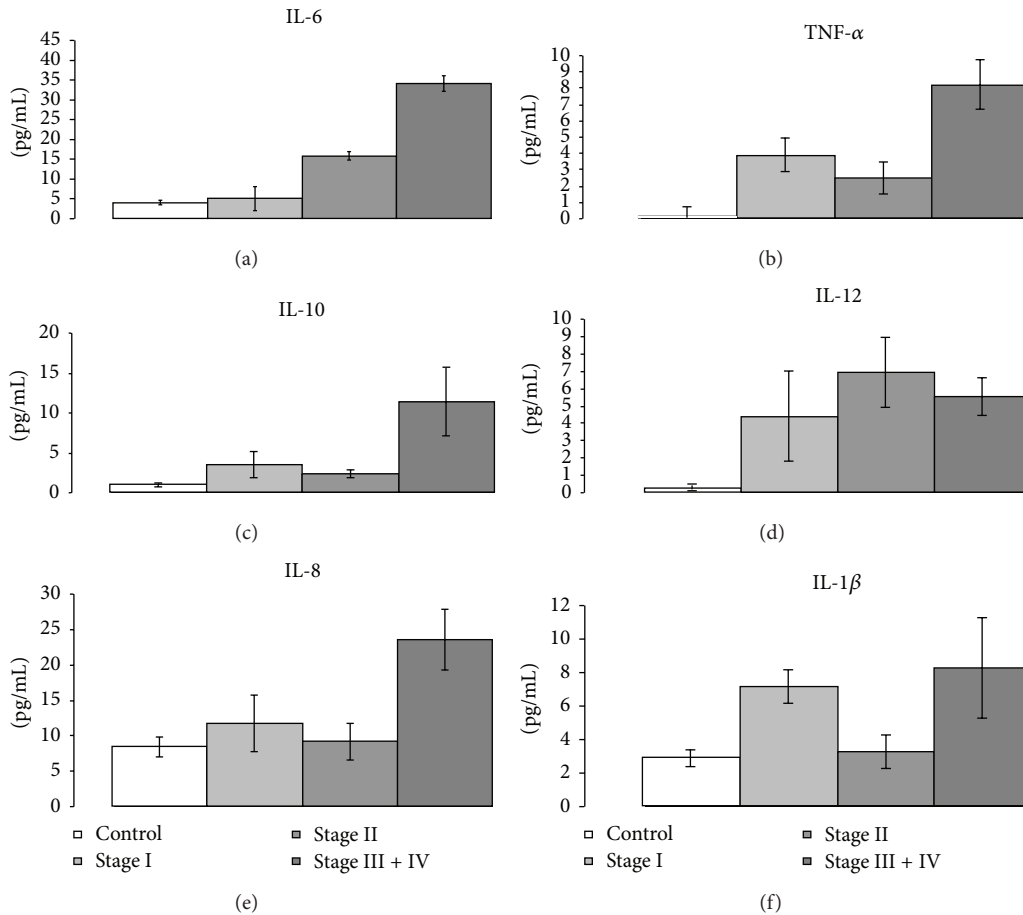 IL-6
45
40
35
30
25
20
15
10
5
0
(pg/mL)
(a)
TNF-α
10
9
8
7
6
5
4
3
2
1
0
(pg/mL)
(b)
IL-10
20
15
10
5
0
(pg/mL)
(c)
IL-12
10
9
8
7
6
5
4
3
2
1
0
(pg/mL)
(d)
IL-8
30
25
20
15
10
5
0
(pg/mL)
Control
Stage I
Stage II
Stage III + IV
(e)
IL-1β
12
10
8
6
4
2
0
(pg/mL)
Control
Stage I
Stage II
Stage III + IV
(f)